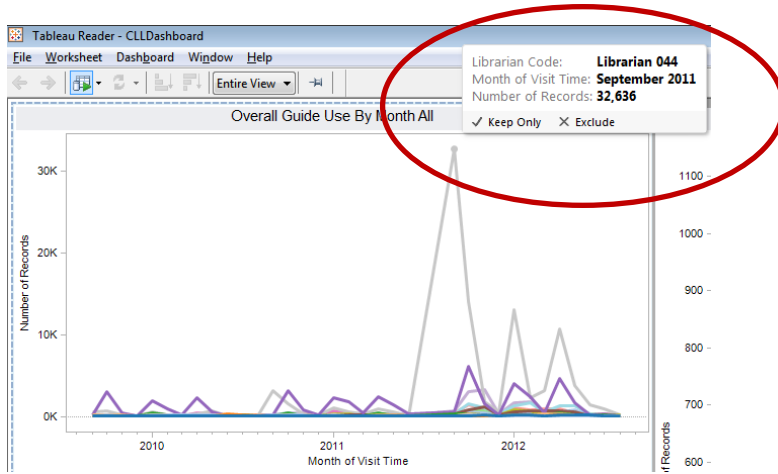 Tableau Reader - CLLDashboard
File Worksheet Dashboard Window Help
Entire View
Librarian Code: Librarian 044
Month of Visit Time: September 2011
Number of Records: 32,636
✓ Keep Only ✕ Exclude
Overall Guide Use By Month All
30K
20K
10K
0K
Number of Records
2010 2011 2012
Month of Visit Time
1100
1000
900
800
700
600
of Records